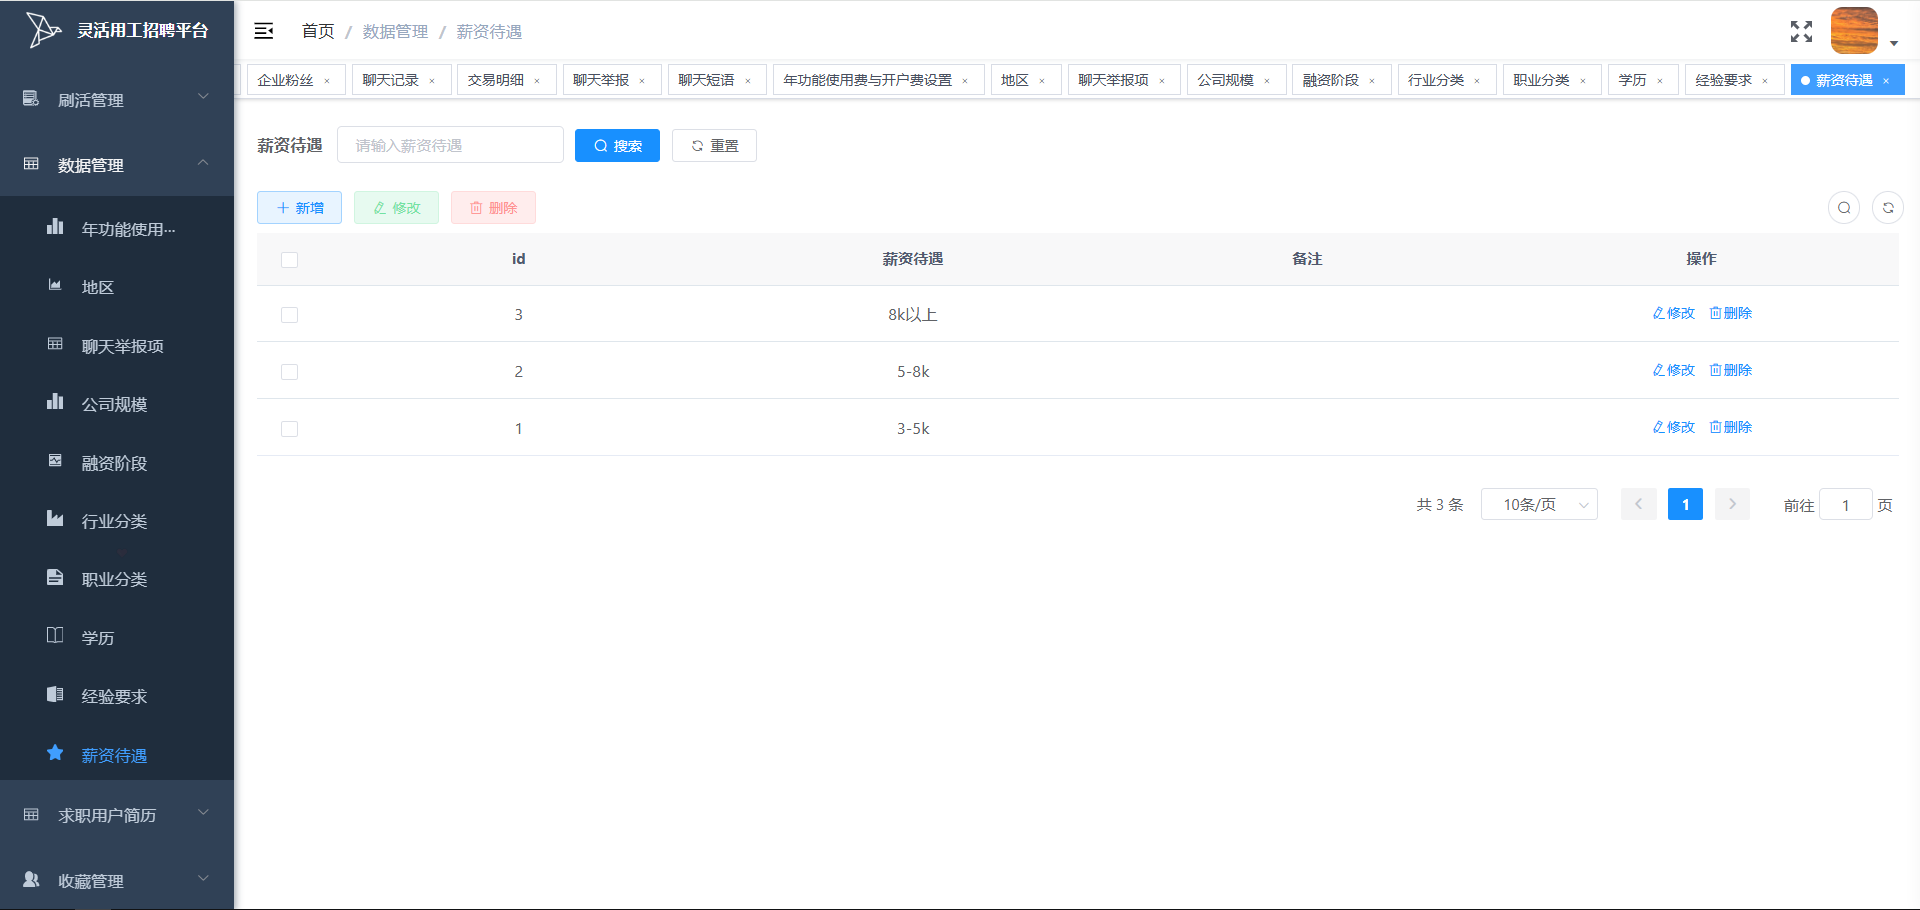 灵活用工招聘平台
首页 / 数据管理 / 薪资待遇
企业粉丝 × 聊天记录 × 交易明细 × 聊天举报 × 聊天短语 × 年功能使用费与开户费设置 × 地区 × 聊天举报项 × 公司规模 × 融资阶段 × 行业分类 × 职业分类 × 学历 × 经验要求 × 薪资待遇 ×
刷活管理
数据管理
年功能使用…
地区
聊天举报项
公司规模
融资阶段
行业分类
职业分类
学历
经验要求
薪资待遇
求职用户简历
收藏管理
薪资待遇 请输入薪资待遇 搜索 重置
新增 修改 删除
id 薪资待遇 备注 操作
3 8k以上 修改 删除
2 5-8k 修改 删除
1 3-5k 修改 删除
共 3 条 10条/页 1 前往 1 页